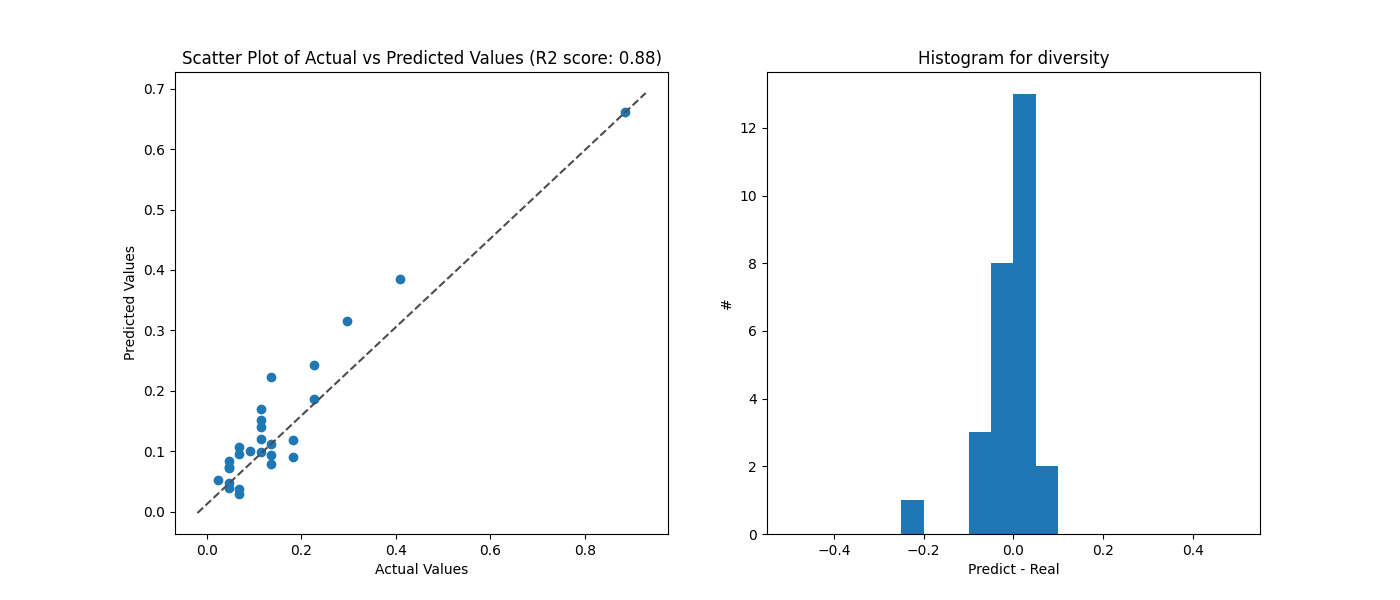 Scatter Plot of Actual vs Predicted Values (R2 score: 0.88)
0.7
0.6
0.5
0.4
0.3
0.2
0.1
0.0
Predicted Values
0.0 0.2 0.4 0.6 0.8
Actual Values
Histogram for diversity
12
10
8
6
4
2
0
#
−0.4 −0.2 0.0 0.2 0.4
Predict - Real